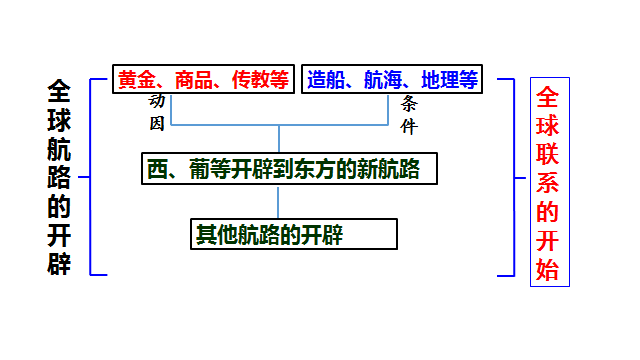 全球航路的开辟
黄金、商品、传教等
造船、航海、地理等
动因
条件
西、葡等开辟到东方的新航路
其他航路的开辟
全球联系的开始